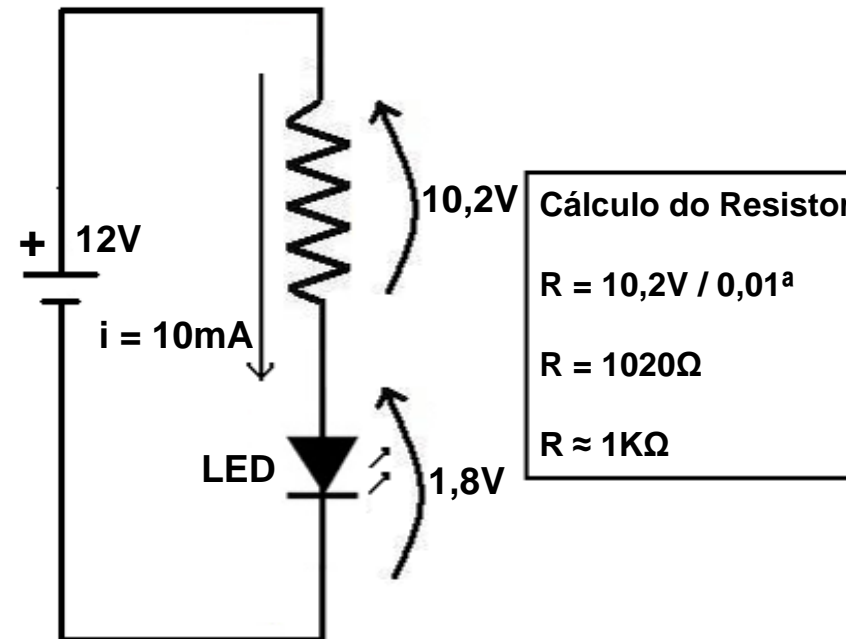 10,2V
Cálculo do Resistor
+ 12V
R = 10,2V / 0,01ª
i = 10mA
R = 1020Ω
R ≈ 1KΩ
LED
1,8V